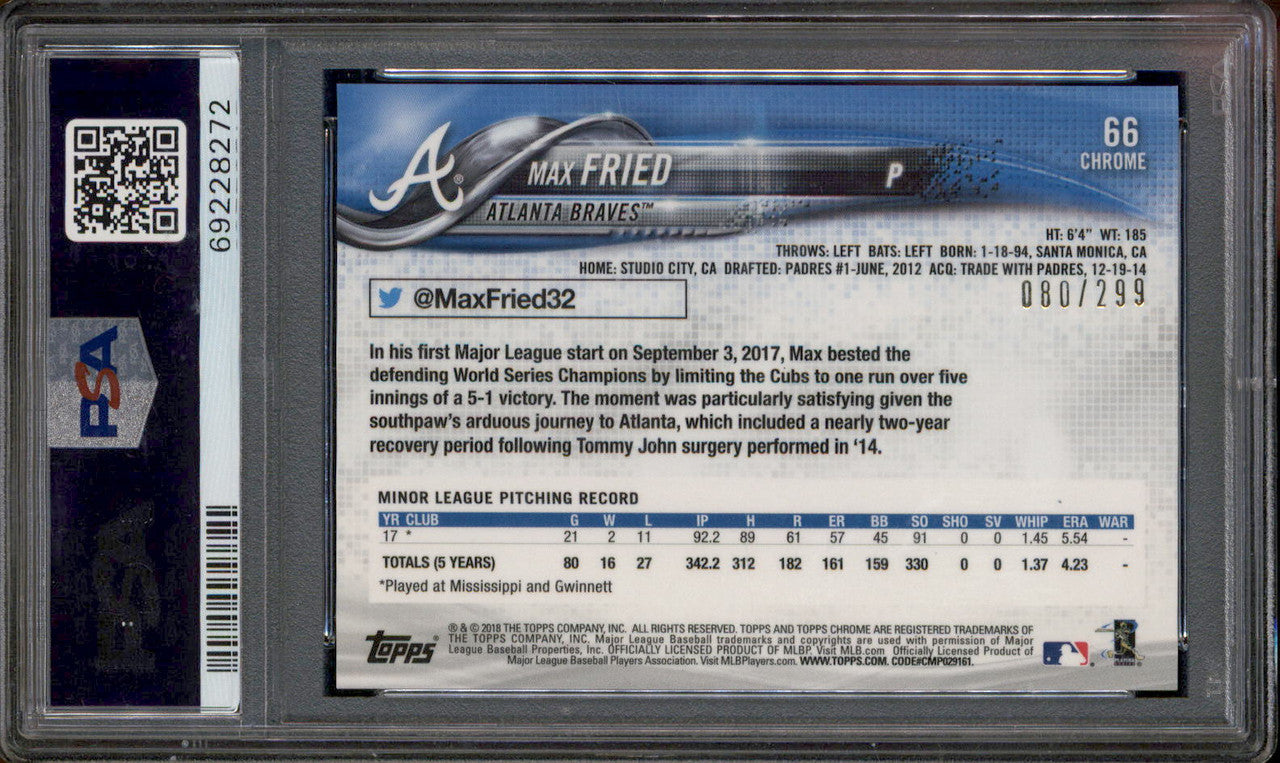 69228272
PSA
A
MAX FRIED
P
66
CHROME
ATLANTA BRAVES™
HT: 6'4" WT: 185
THROWS: LEFT BATS: LEFT BORN: 1-18-94, SANTA MONICA, CA
HOME: STUDIO CITY, CA DRAFTED: PADRES #1-JUNE, 2012 ACQ: TRADE WITH PADRES, 12-19-14
080/299
@MaxFried32
In his first Major League start on September 3, 2017, Max bested the
defending World Series Champions by limiting the Cubs to one run over five
innings of a 5-1 victory. The moment was particularly satisfying given the
southpaw's arduous journey to Atlanta, which included a nearly two-year
recovery period following Tommy John surgery performed in '14.
MINOR LEAGUE PITCHING RECORD
YR CLUB G W L IP H R ER BB SO SHO SV WHIP ERA WAR
17 * 21 2 11 92.2 89 61 57 45 91 0 0 1.45 5.54 -
TOTALS (5 YEARS) 80 16 27 342.2 312 182 161 159 330 0 0 1.37 4.23 -
*Played at Mississippi and Gwinnett
Topps®
® & © 2018 THE TOPPS COMPANY, INC. ALL RIGHTS RESERVED. TOPPS AND TOPPS CHROME ARE REGISTERED TRADEMARKS OF
THE TOPPS COMPANY, INC. Major League Baseball trademarks and copyrights are used with permission of Major
League Baseball Properties, Inc. OFFICIALLY LICENSED PRODUCT OF MLBP. Visit MLB.com Officially Licensed Product of
Major League Baseball Players Association. Visit MLBPlayers.com. WWW.TOPPS.COM. CODE#CMP029161.